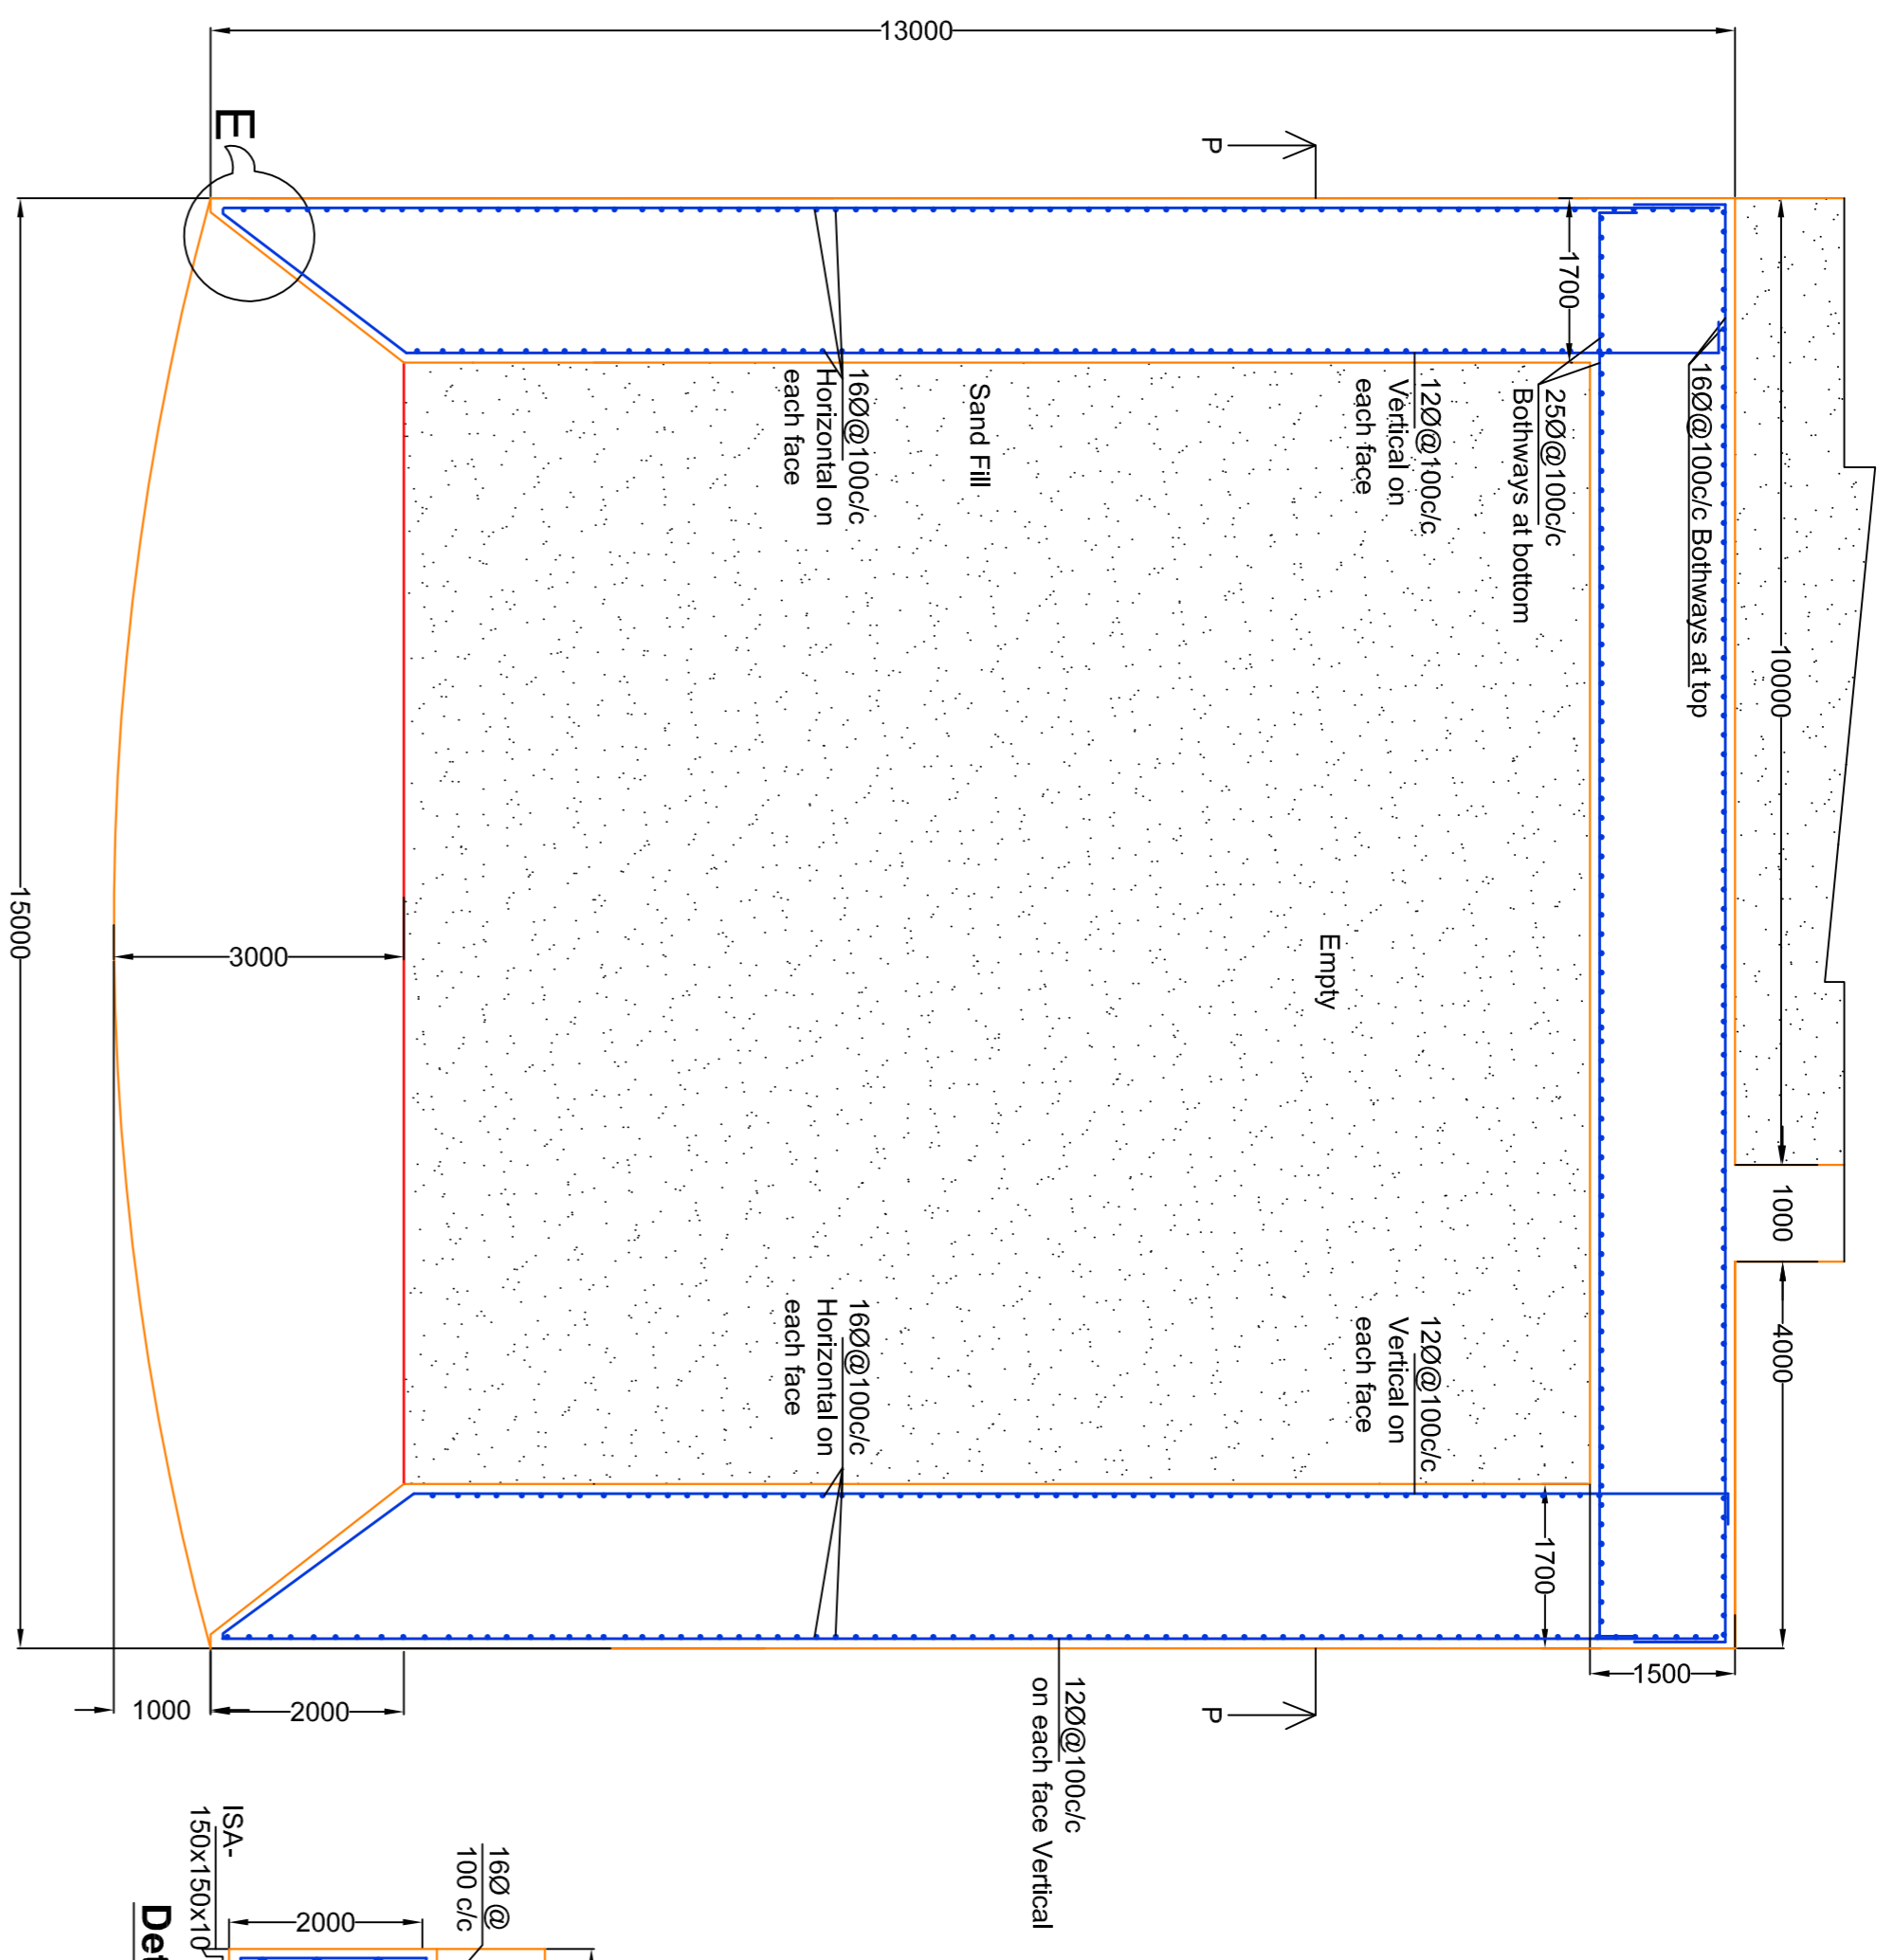 13000
E
P
1700
10000
16Ø@100c/c Bothways at top
25Ø@100c/c
Bothways at bottom
12Ø@100c/c
Vertical on
each face
Sand Fill
16Ø@100c/c
Horizontal on
each face
Empty
3000
15000
1000
4000
12Ø@100c/c
Vertical on
each face
16Ø@100c/c
Horizontal on
each face
1700
1500
P
1000
2000
12Ø@100c/c
on each face Vertical
ISA-
150x150x10
16Ø @
100 c/c
2000
Det